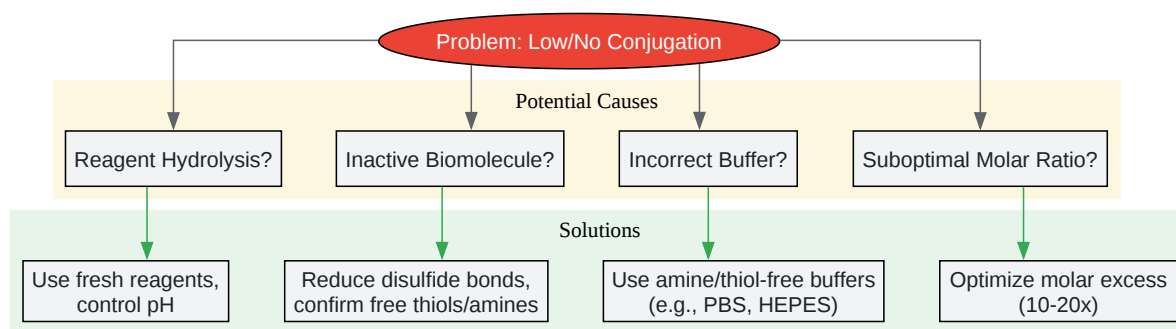 Problem: Low/No Conjugation
Potential Causes
Reagent Hydrolysis?
Inactive Biomolecule?
Incorrect Buffer?
Suboptimal Molar Ratio?
Solutions
Use fresh reagents,
control pH
Reduce disulfide bonds,
confirm free thiols/amines
Use amine/thiol-free buffers
(e.g., PBS, HEPES)
Optimize molar excess
(10-20x)